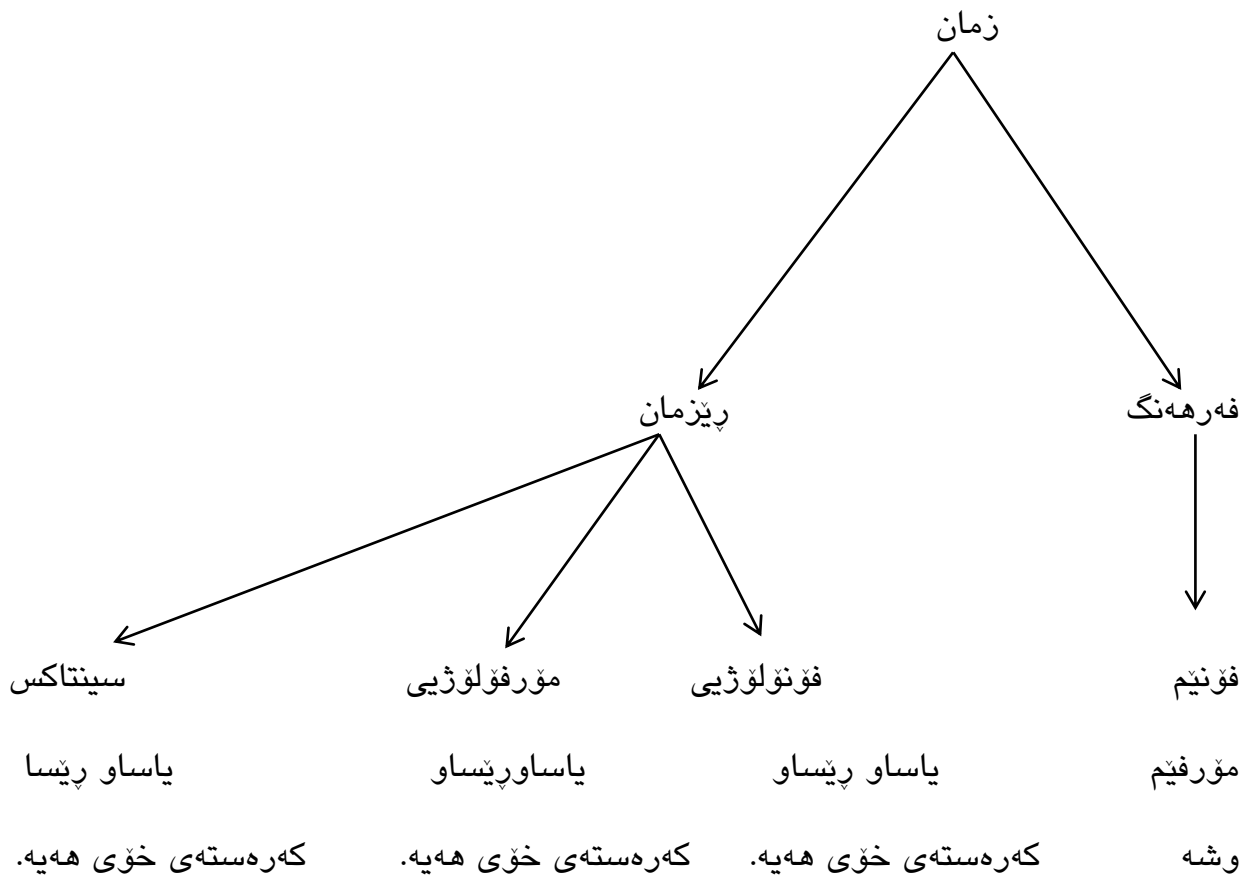 زمان
فەرهەنگ ڕێزمان
فۆنێم فۆنۆلۆژیی مۆرفۆلۆژیی سینتاکس
مۆرفێم یاساو ڕێساو یاساوڕێساو یاساو ڕێسا
وشە کەرەستەی خۆی هەیە. کەرەستەی خۆی هەیە. کەرەستەی خۆی هەیە.